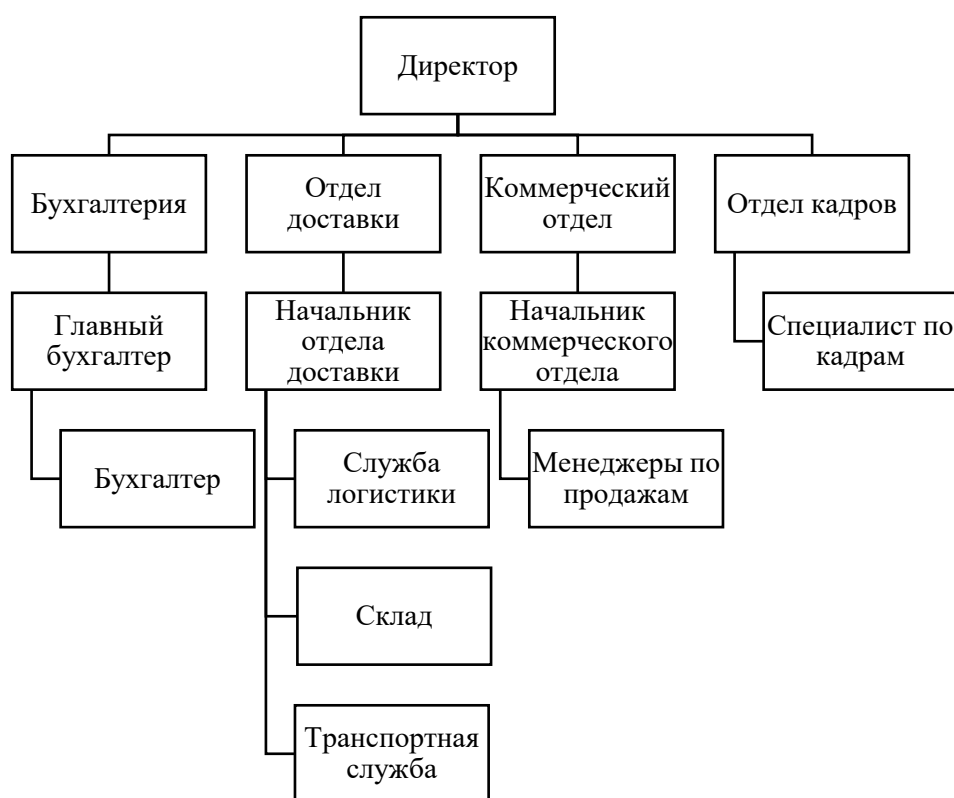 Директор
Бухгалтерия
Отдел
доставки
Коммерческий
отдел
Отдел кадров
Главный
бухгалтер
Начальник
отдела
доставки
Начальник
коммерческого
отдела
Специалист по
кадрам
Бухгалтер
Служба
логистики
Менеджеры по
продажам
Склад
Транспортная
служба